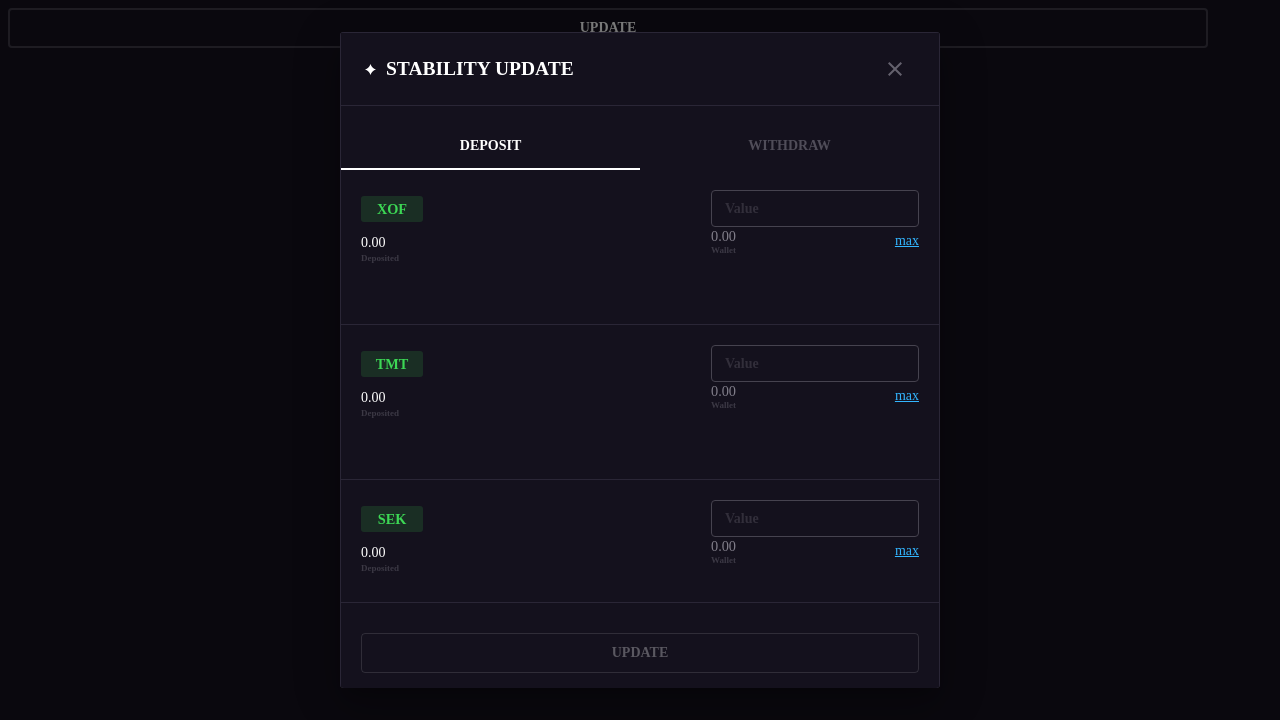 UPDATE
✦ STABILITY UPDATE
DEPOSIT
WITHDRAW
XOF
Value
0.00
Deposited
0.00
Wallet
max
TMT
Value
0.00
Deposited
0.00
Wallet
max
SEK
Value
0.00
Deposited
0.00
Wallet
max
UPDATE